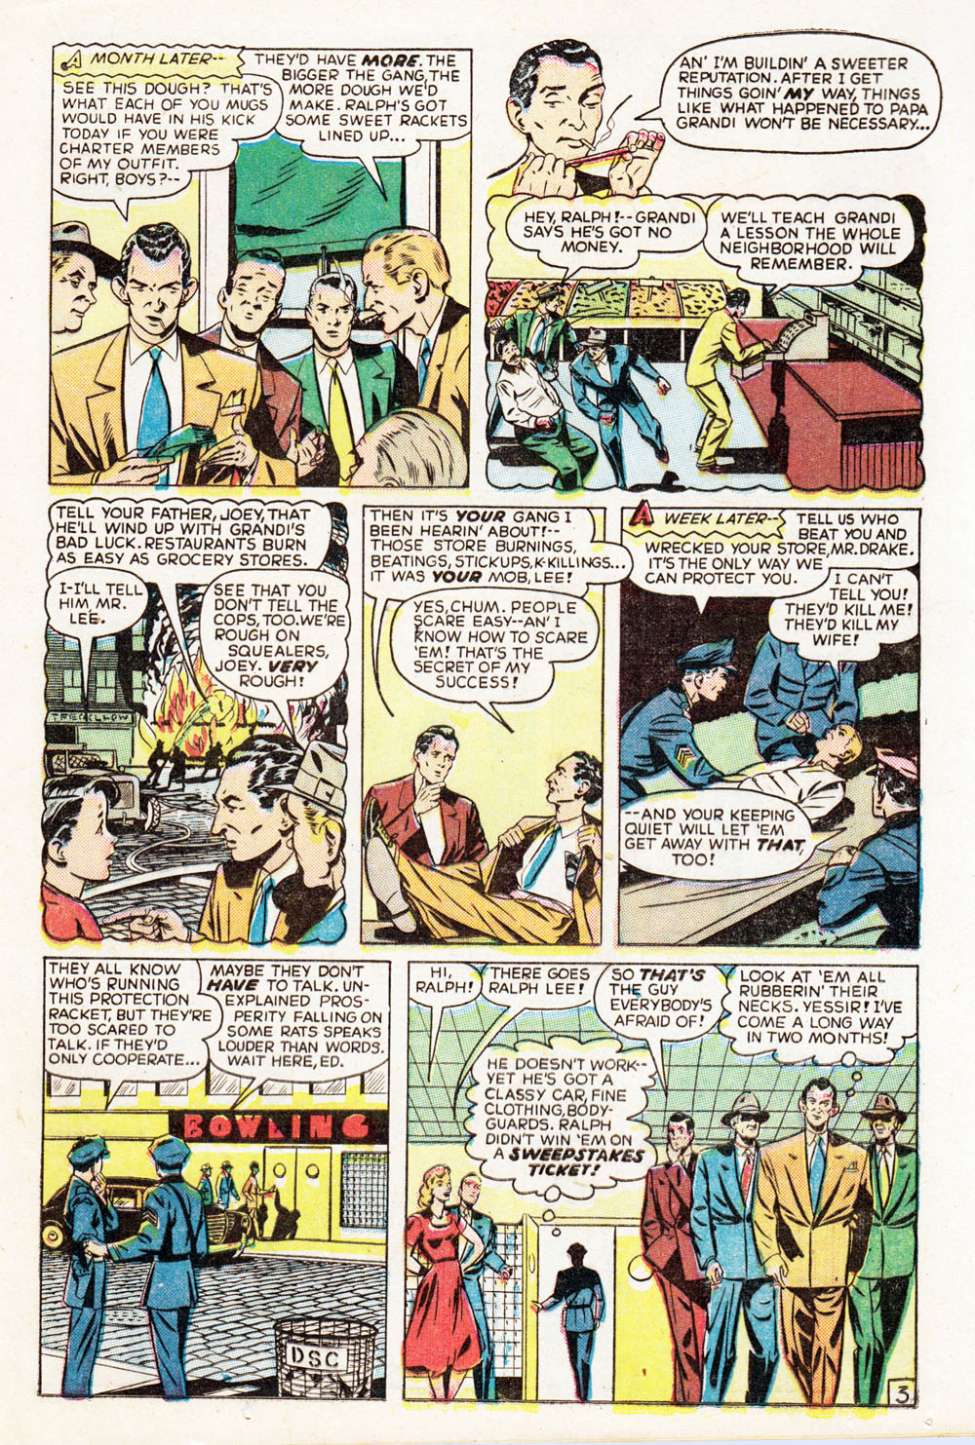 A MONTH LATER--
SEE THIS DOUGH? THAT'S
WHAT EACH OF YOU MUGS
WOULD HAVE IN HIS KICK
TODAY IF YOU WERE
CHARTER MEMBERS
OF MY OUTFIT.
RIGHT, BOYS?--
THEY'D HAVE MORE. THE
BIGGER THE GANG, THE
MORE DOUGH WE'D
MAKE. RALPH'S GOT
SOME SWEET RACKETS
LINED UP...
AN' I'M BUILDIN' A SWEETER
REPUTATION. AFTER I GET
THINGS GOIN' MY WAY, THINGS
LIKE WHAT HAPPENED TO PAPA
GRANDI WON'T BE NECESSARY...
HEY, RALPH!-- GRANDI
SAYS HE'S GOT NO
MONEY.
WE'LL TEACH GRANDI
A LESSON THE WHOLE
NEIGHBORHOOD WILL
REMEMBER.
TELL YOUR FATHER, JOEY, THAT
HE'LL WIND UP WITH GRANDI'S
BAD LUCK. RESTAURANTS BURN
AS EASY AS GROCERY STORES.
I-I'LL TELL
HIM, MR.
LEE.
SEE THAT YOU
DON'T TELL THE
COPS, TOO. WE'RE
ROUGH ON
SQUEALERS,
JOEY. VERY
ROUGH!
THEN IT'S YOUR GANG I
BEEN HEARIN' ABOUT!--
THOSE STORE BURNINGS,
BEATINGS, STICKUPS, K-KILLINGS...
IT WAS YOUR MOB, LEE!
YES, CHUM. PEOPLE
SCARE EASY--AN' I
KNOW HOW TO SCARE
'EM! THAT'S THE
SECRET OF MY
SUCCESS!
A WEEK LATER--
TELL US WHO
BEAT YOU AND
WRECKED YOUR STORE, MR. DRAKE.
IT'S THE ONLY WAY WE
CAN PROTECT YOU.
I CAN'T
TELL YOU!
THEY'D KILL ME!
THEY'D KILL MY
WIFE!
--AND YOUR KEEPING
QUIET WILL LET 'EM
GET AWAY WITH THAT,
TOO!
THEY ALL KNOW
WHO'S RUNNING
THIS PROTECTION
RACKET, BUT THEY'RE
TOO SCARED TO
TALK. IF THEY'D
ONLY COOPERATE...
MAYBE THEY DON'T
HAVE TO TALK. UN-
EXPLAINED PROS-
PERITY FALLING ON
SOME RATS SPEAKS
LOUDER THAN WORDS.
WAIT HERE, ED.
BOWLING
DSC
HI,
RALPH!
THERE GOES
RALPH LEE!
SO THAT'S
THE GUY
EVERYBODY'S
AFRAID OF!
LOOK AT 'EM ALL
RUBBERIN' THEIR
NECKS. YESSIR! I'VE
COME A LONG WAY
IN TWO MONTHS!
HE DOESN'T WORK--
YET HE'S GOT A
CLASSY CAR, FINE
CLOTHING, BODY-
GUARDS. RALPH
DIDN'T WIN 'EM ON
A SWEEPSTAKES
TICKET!
3